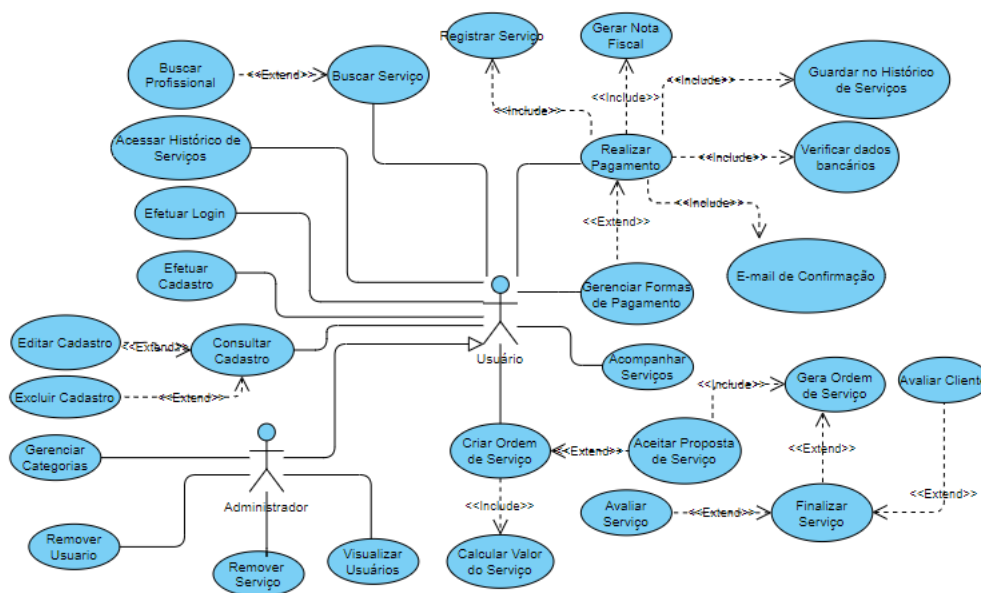 Registrar Serviço
Gerar Nota
Fiscal
Buscar
Profissional
<<Extend>>
Buscar Serviço
Guardar no Histórico
de Serviços
<<Include>>
<<Include>>
<<Include>>
Acessar Histórico de
Serviços
Realizar
Pagamento
<<Include>>
Verificar dados
bancários
Efetuar Login
<<Include>>
<<Extend>>
Efetuar
Cadastro
E-mail de Confirmação
Gerenciar Formas
de Pagamento
Editar Cadastro
<<Extend>>
Consultar
Cadastro
Usuário
Acompanhar
Serviços
Excluir Cadastro
<<Extend>>
<<Include>>
Gera Ordem
de Serviço
Avaliar Cliente
Gerenciar
Categorias
Criar Ordem
de Serviço
<<Extend>>
Aceitar Proposta
de Serviço
<<Extend>>
Administrador
<<Include>>
Avaliar
Serviço
<<Extend>>
Finalizar
Serviço
<<Extend>>
Remover
Usuario
Remover
Serviço
Visualizar
Usuários
Calcular Valor
do Serviço